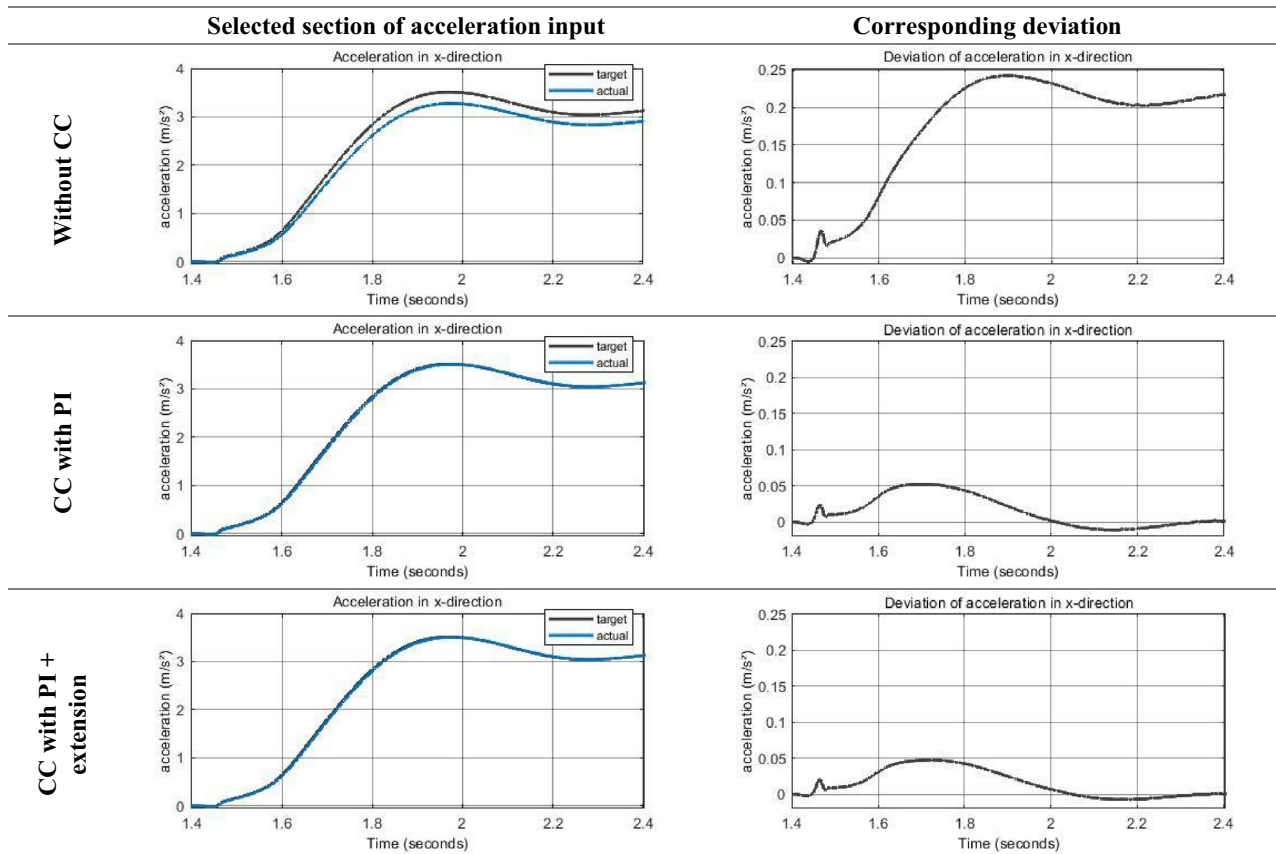 Selected section of acceleration input
Corresponding deviation
Without CC
Acceleration in x-direction
4
3
2
1
0
acceleration (m/s²)
target
actual
1.4 1.6 1.8 2 2.2 2.4
Time (seconds)
Deviation of acceleration in x-direction
0.25
0.2
0.15
0.1
0.05
0
acceleration (m/s²)
1.4 1.6 1.8 2 2.2 2.4
Time (seconds)
CC with PI
Acceleration in x-direction
4
3
2
1
0
acceleration (m/s²)
target
actual
1.4 1.6 1.8 2 2.2 2.4
Time (seconds)
Deviation of acceleration in x-direction
0.25
0.2
0.15
0.1
0.05
0
acceleration (m/s²)
1.4 1.6 1.8 2 2.2 2.4
Time (seconds)
CC with PI +
extension
Acceleration in x-direction
4
3
2
1
0
acceleration (m/s²)
target
actual
1.4 1.6 1.8 2 2.2 2.4
Time (seconds)
Deviation of acceleration in x-direction
0.25
0.2
0.15
0.1
0.05
0
acceleration (m/s²)
1.4 1.6 1.8 2 2.2 2.4
Time (seconds)